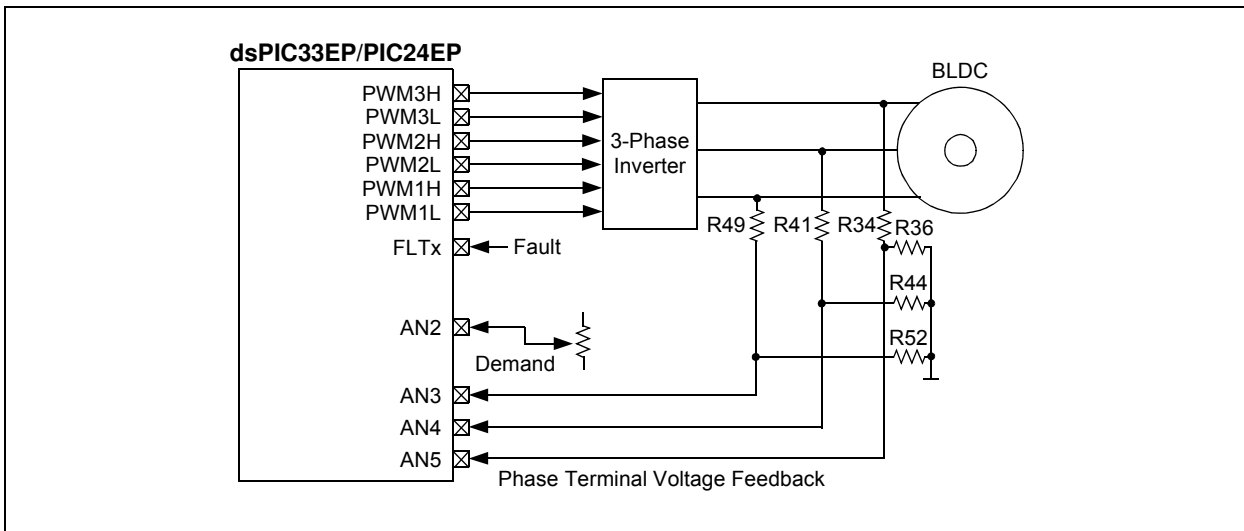 dsPIC33EP/PIC24EP
BLDC
PWM3H
PWM3L
PWM2H
PWM2L
PWM1H
PWM1L
3-Phase
Inverter
R49
R41
R34
R36
FLTx
Fault
R44
AN2
Demand
R52
AN3
AN4
AN5
Phase Terminal Voltage Feedback